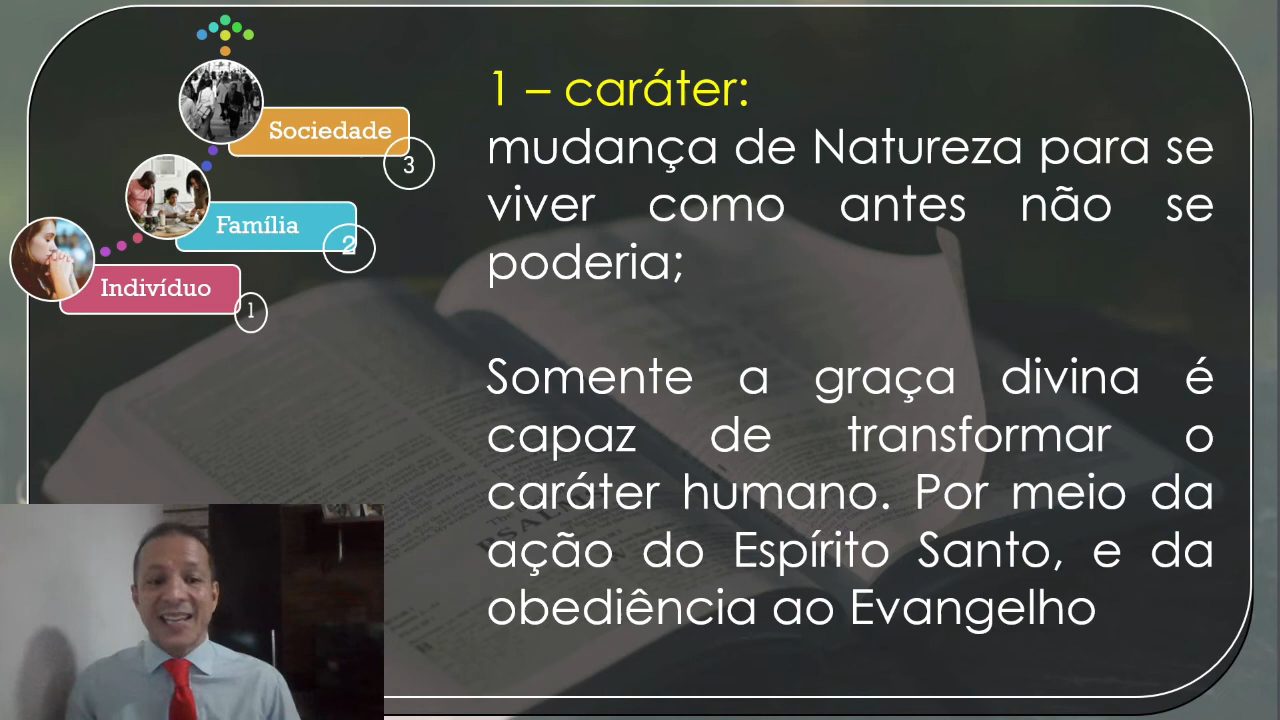 Sociedade
3
Família
2
Indivíduo
1
1 – caráter:
mudança de Natureza para se
viver como antes não se
poderia;
Somente a graça divina é
capaz de transformar o
caráter humano. Por meio da
ação do Espírito Santo, e da
obediência ao Evangelho